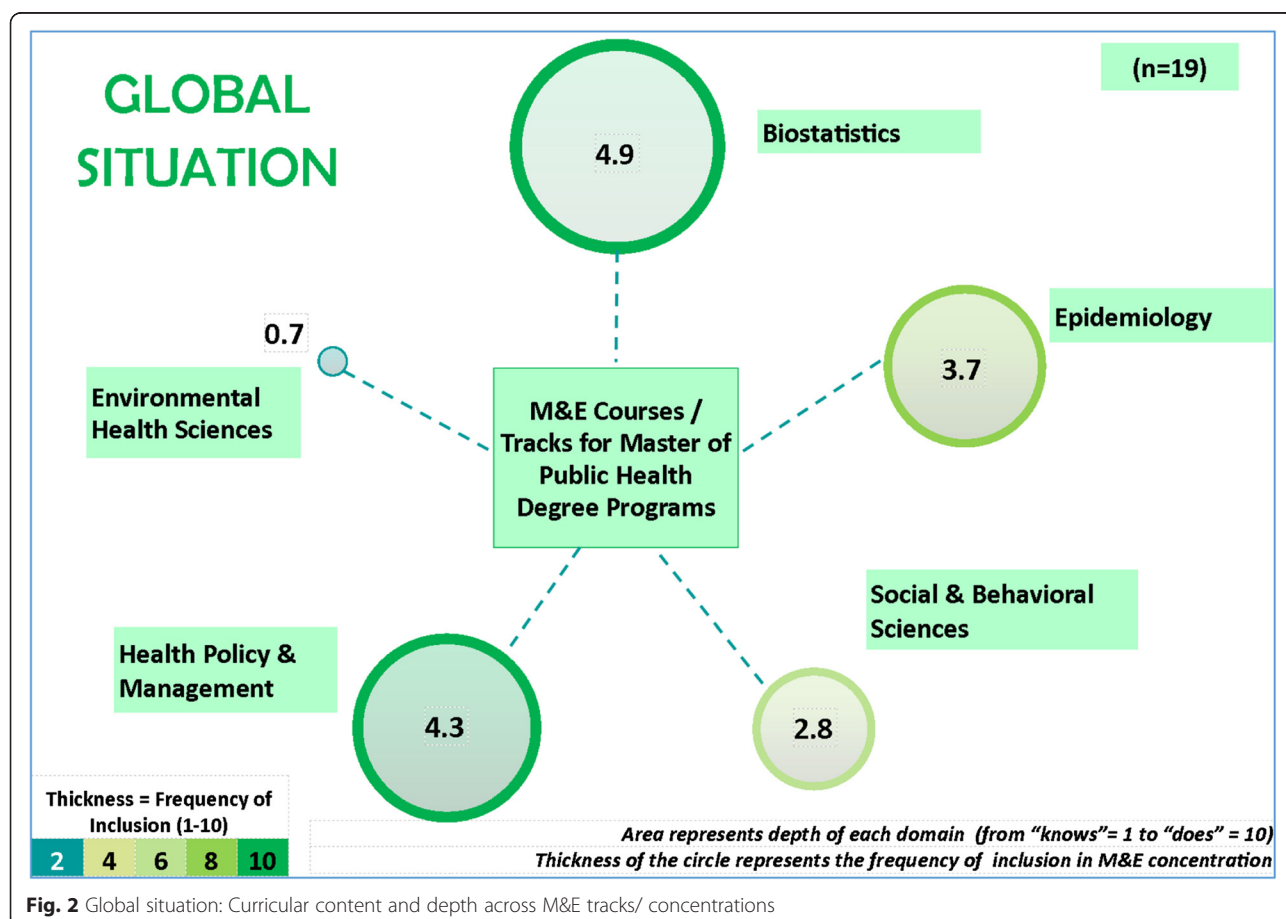 GLOBAL
SITUATION
(n=19)
4.9
Biostatistics
3.7
Epidemiology
0.7
Environmental
Health Sciences
M&E Courses /
Tracks for Master of
Public Health
Degree Programs
Social & Behavioral
Sciences
2.8
Health Policy &
Management
4.3
Thickness = Frequency of
Inclusion (1-10)
2 4 6 8 10
Area represents depth of each domain (from “knows”= 1 to “does” = 10)
Thickness of the circle represents the frequency of inclusion in M&E concentration
Fig. 2 Global situation: Curricular content and depth across M&E tracks/ concentrations